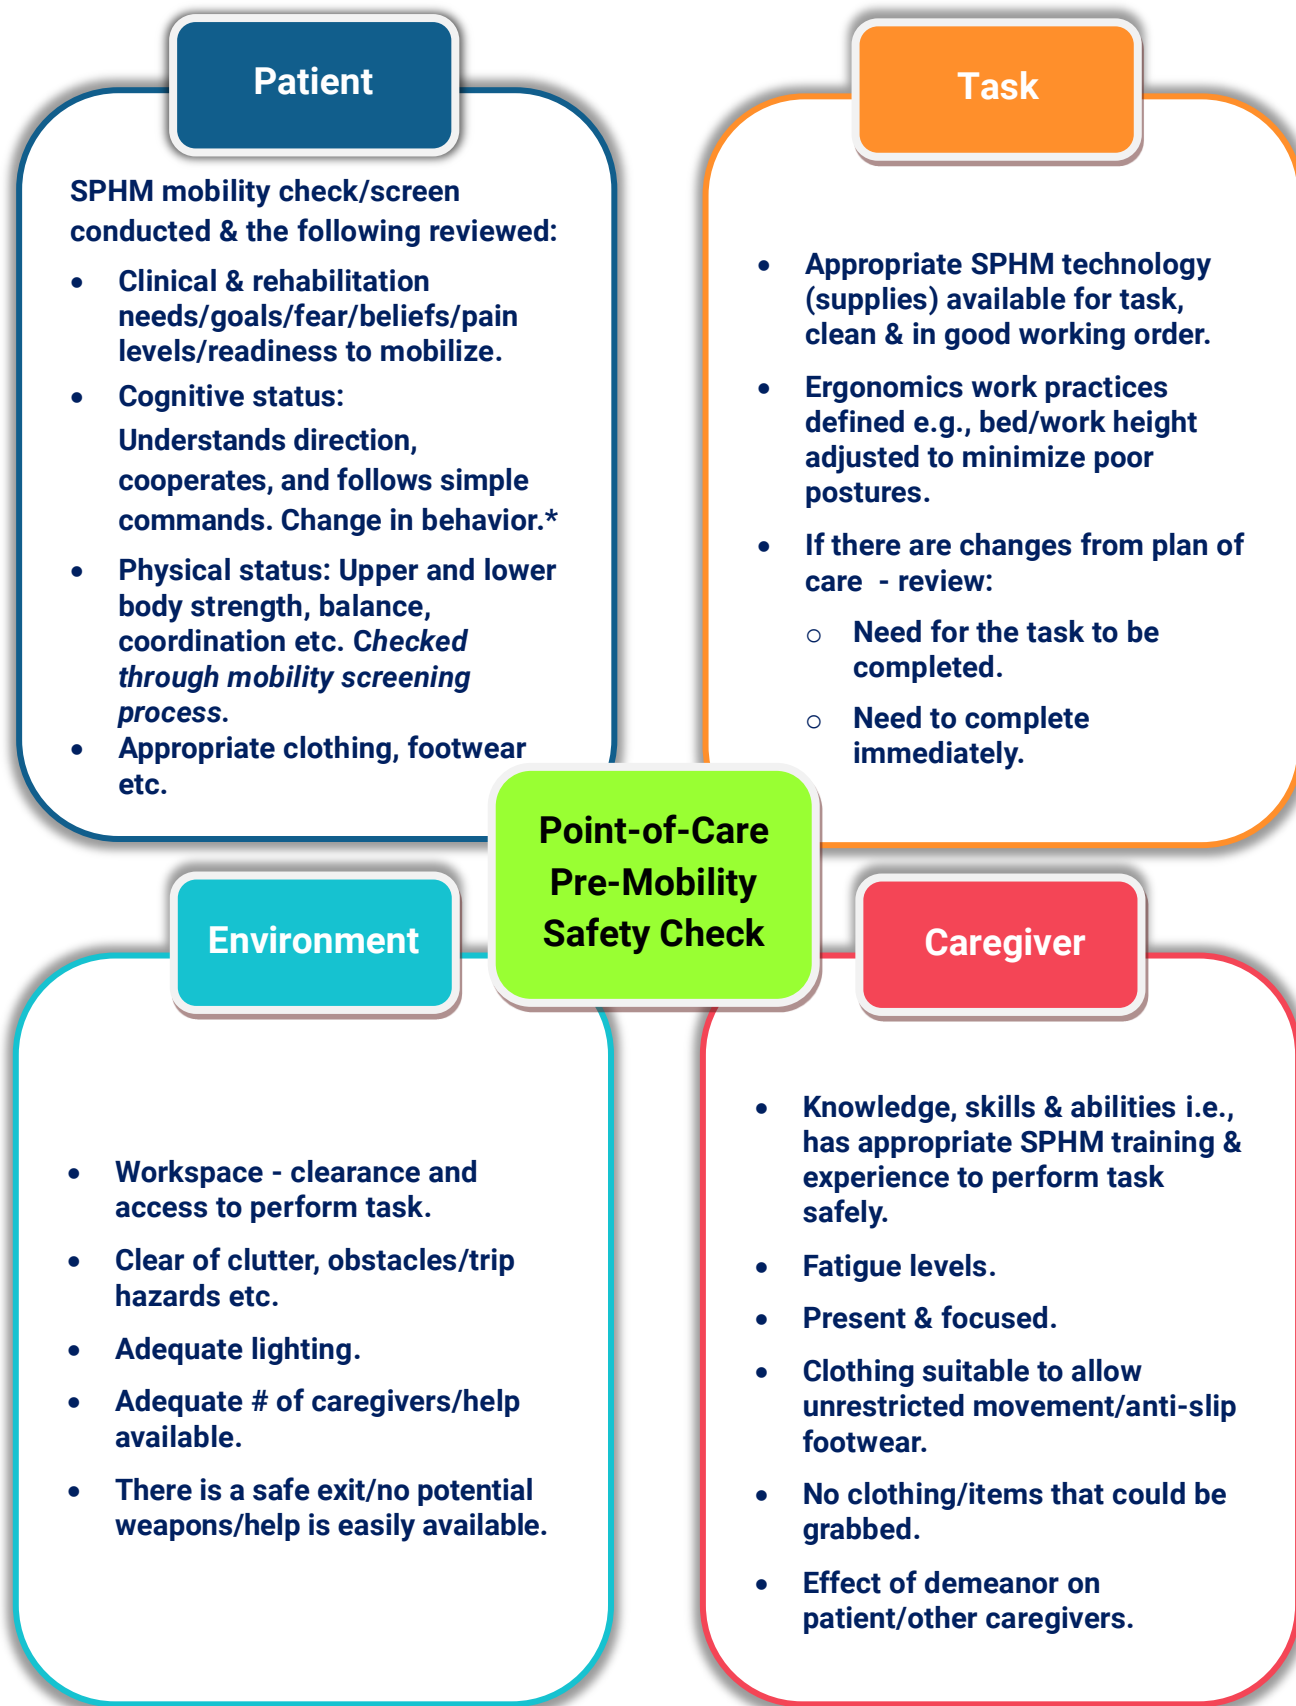 Patient
SPHM mobility check/screen
conducted & the following reviewed:
• Clinical & rehabilitation
needs/goals/fear/beliefs/pain
levels/readiness to mobilize.
• Cognitive status:
Understands direction,
cooperates, and follows simple
commands. Change in behavior.*
• Physical status: Upper and lower
body strength, balance,
coordination etc. Checked
through mobility screening
process.
• Appropriate clothing, footwear
etc.
Task
• Appropriate SPHM technology
(supplies) available for task,
clean & in good working order.
• Ergonomics work practices
defined e.g., bed/work height
adjusted to minimize poor
postures.
• If there are changes from plan of
care - review:
o Need for the task to be
completed.
o Need to complete
immediately.
Point-of-Care
Pre-Mobility
Safety Check
Environment
• Workspace - clearance and
access to perform task.
• Clear of clutter, obstacles/trip
hazards etc.
• Adequate lighting.
• Adequate # of caregivers/help
available.
• There is a safe exit/no potential
weapons/help is easily available.
Caregiver
• Knowledge, skills & abilities i.e.,
has appropriate SPHM training &
experience to perform task
safely.
• Fatigue levels.
• Present & focused.
• Clothing suitable to allow
unrestricted movement/anti-slip
footwear.
• No clothing/items that could be
grabbed.
• Effect of demeanor on
patient/other caregivers.